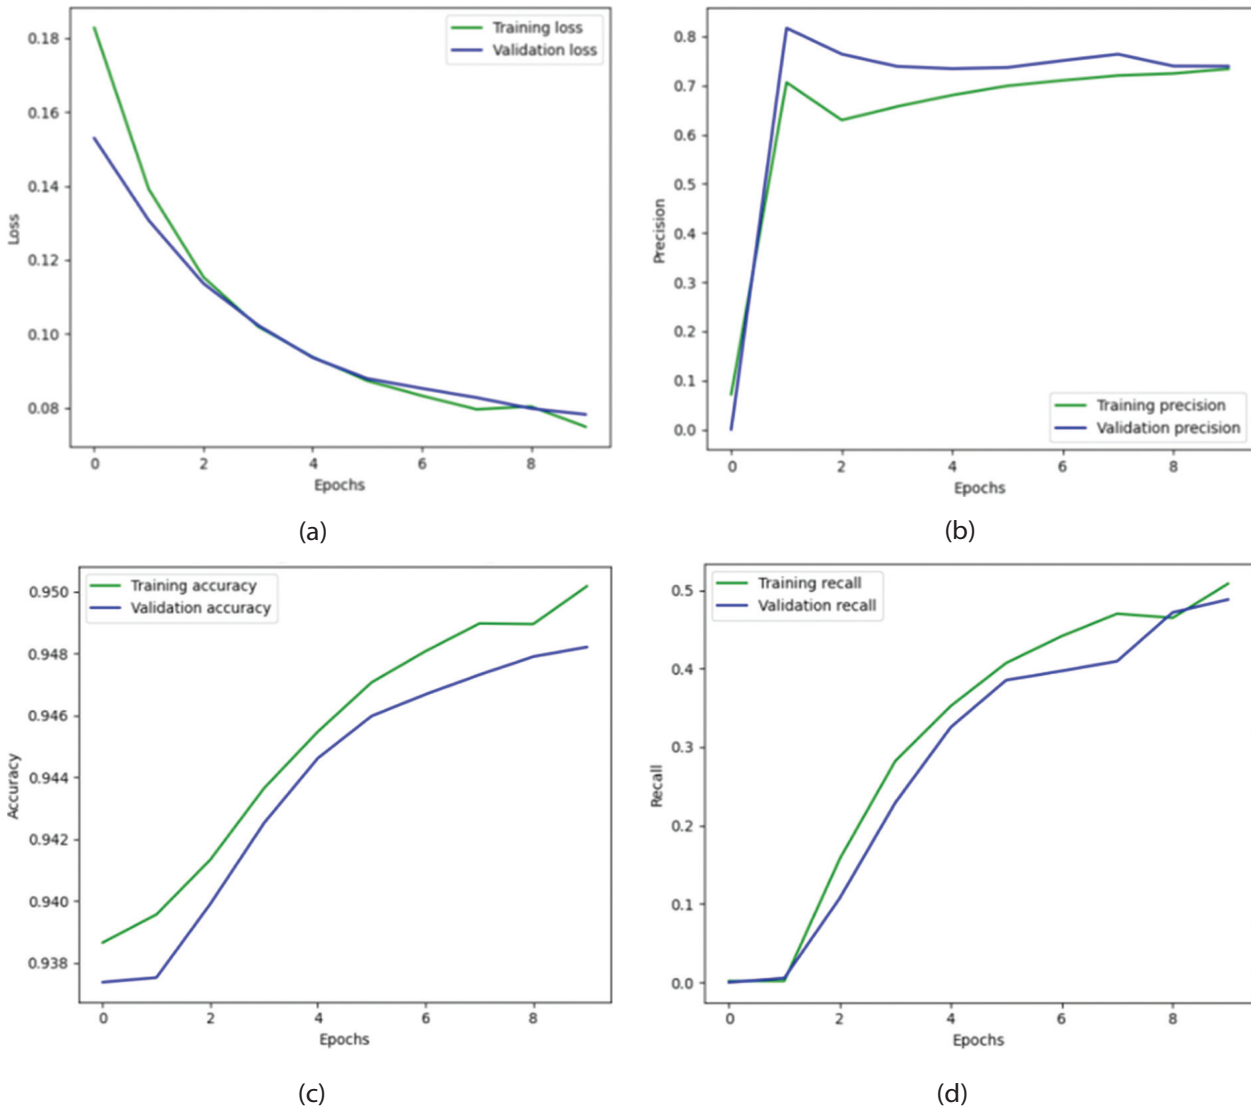 Training loss
Validation loss
0.18
0.16
0.14
0.12
0.10
0.08
Loss
0 2 4 6 8
Epochs
(a)
0.8
0.7
0.6
0.5
0.4
0.3
0.2
0.1
0.0
Precision
Training precision
Validation precision
0 2 4 6 8
Epochs
(b)
Training accuracy
Validation accuracy
0.950
0.948
0.946
0.944
0.942
0.940
0.938
Accuracy
0 2 4 6 8
Epochs
(c)
Training recall
Validation recall
0.5
0.4
0.3
0.2
0.1
0.0
Recall
0 2 4 6 8
Epochs
(d)